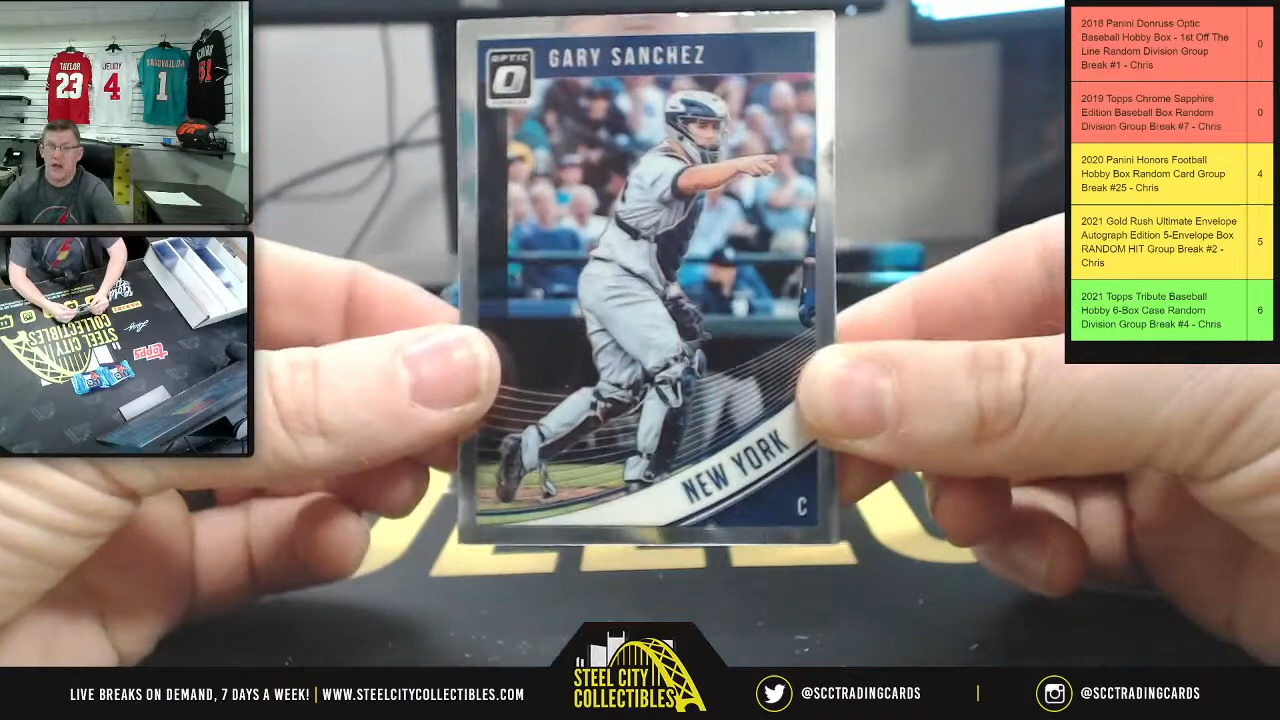 TAYLOR
23
JEUDY
4
TAGOVAILOA
1
51
STEEL CITY
COLLECTIBLES
topps
OPTIC
O
GARY SANCHEZ
NEW YORK
C
2018 Panini Donruss Optic
Baseball Hobby Box - 1st Off The
Line Random Division Group
Break #1 - Chris
0
2019 Topps Chrome Sapphire
Edition Baseball Box Random
Division Group Break #7 - Chris
0
2020 Panini Honors Football
Hobby Box Random Card Group
Break #25 - Chris
4
2021 Gold Rush Ultimate Envelope
Autograph Edition 5-Envelope Box
RANDOM HIT Group Break #2 -
Chris
5
2021 Topps Tribute Baseball
Hobby 6-Box Case Random
Division Group Break #4 - Chris
6
LIVE BREAKS ON DEMAND, 7 DAYS A WEEK! | WWW.STEELCITYCOLLECTIBLES.COM
STEEL CITY
COLLECTIBLES
@SCCTRADINGCARDS
|
@SCCTRADINGCARDS